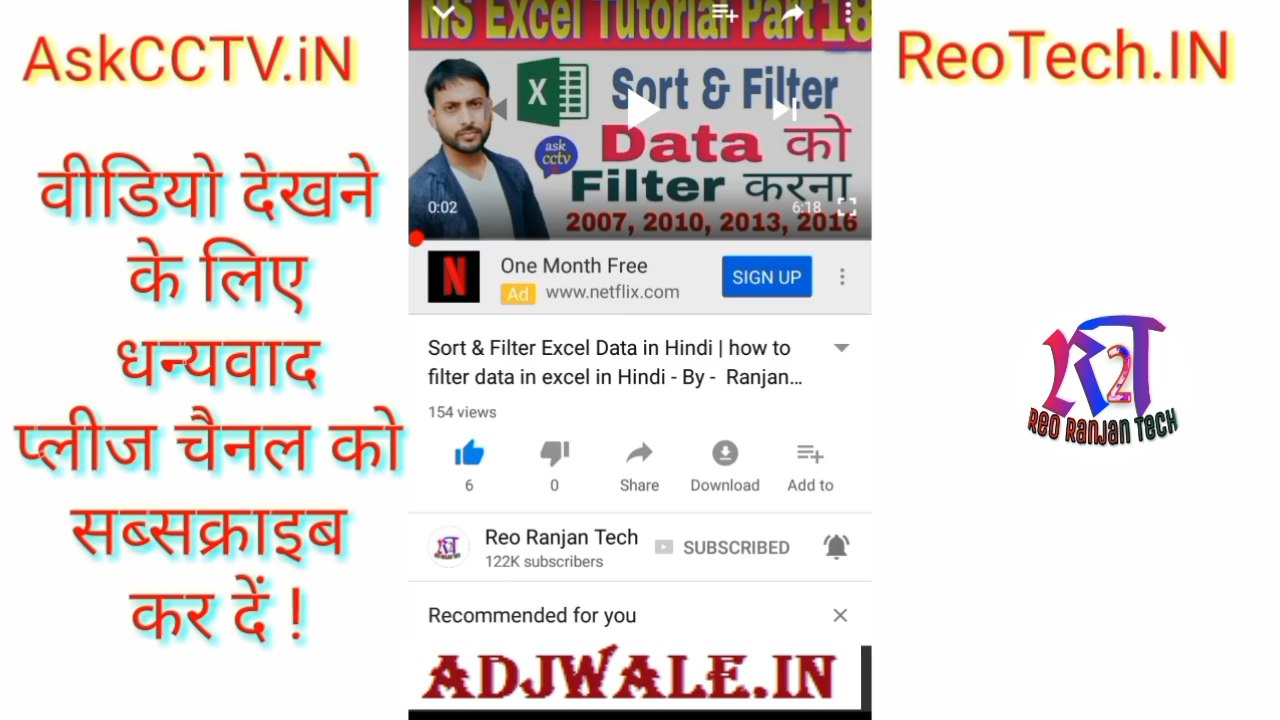 AskCCTV.iN
वीडियो देखने
के लिए
धन्यवाद
प्लीज चैनल को
सब्सक्राइब
कर दें !
MS Excel Tutorial Part 18
X
Sort & Filter
ask
cctv
Data को
Filter करना
0:02
6:18
2007, 2010, 2013, 2016
N
One Month Free
Ad www.netflix.com
SIGN UP
Sort & Filter Excel Data in Hindi | how to
filter data in excel in Hindi - By - Ranjan...
154 views
6
0
Share
Download
Add to
Reo Ranjan Tech
122K subscribers
SUBSCRIBED
Recommended for you
ADJWALE.IN
ReoTech.IN
R2T
REO RANJAN TECH